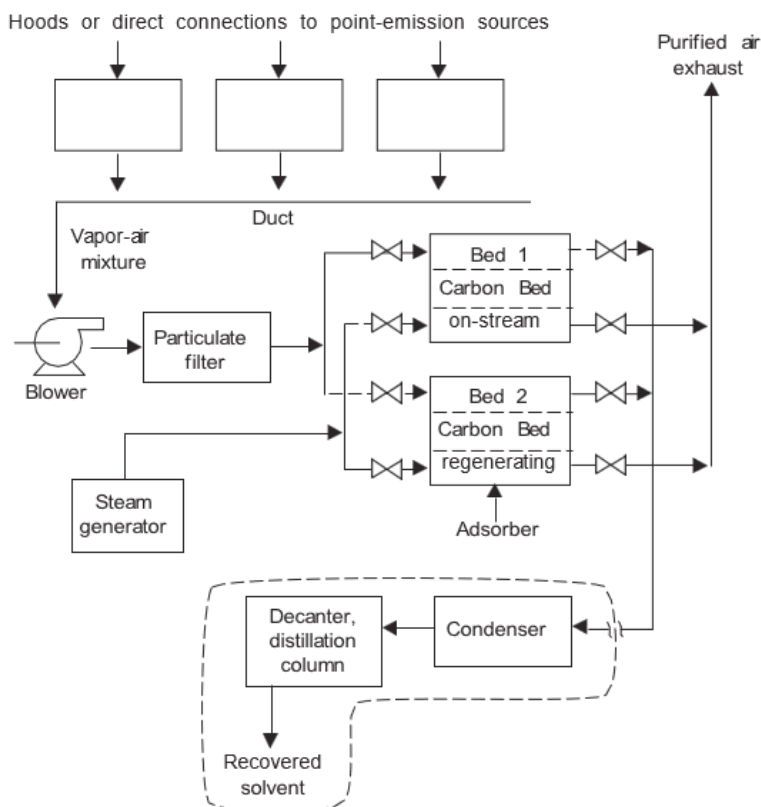 Hoods or direct connections to point-emission sources
Purified air
exhaust
Duct
Vapor-air
mixture
Bed 1
Carbon Bed
on-stream
Particulate
filter
Blower
Bed 2
Carbon Bed
regenerating
Steam
generator
Adsorber
Decanter,
distillation
column
Condenser
Recovered
solvent